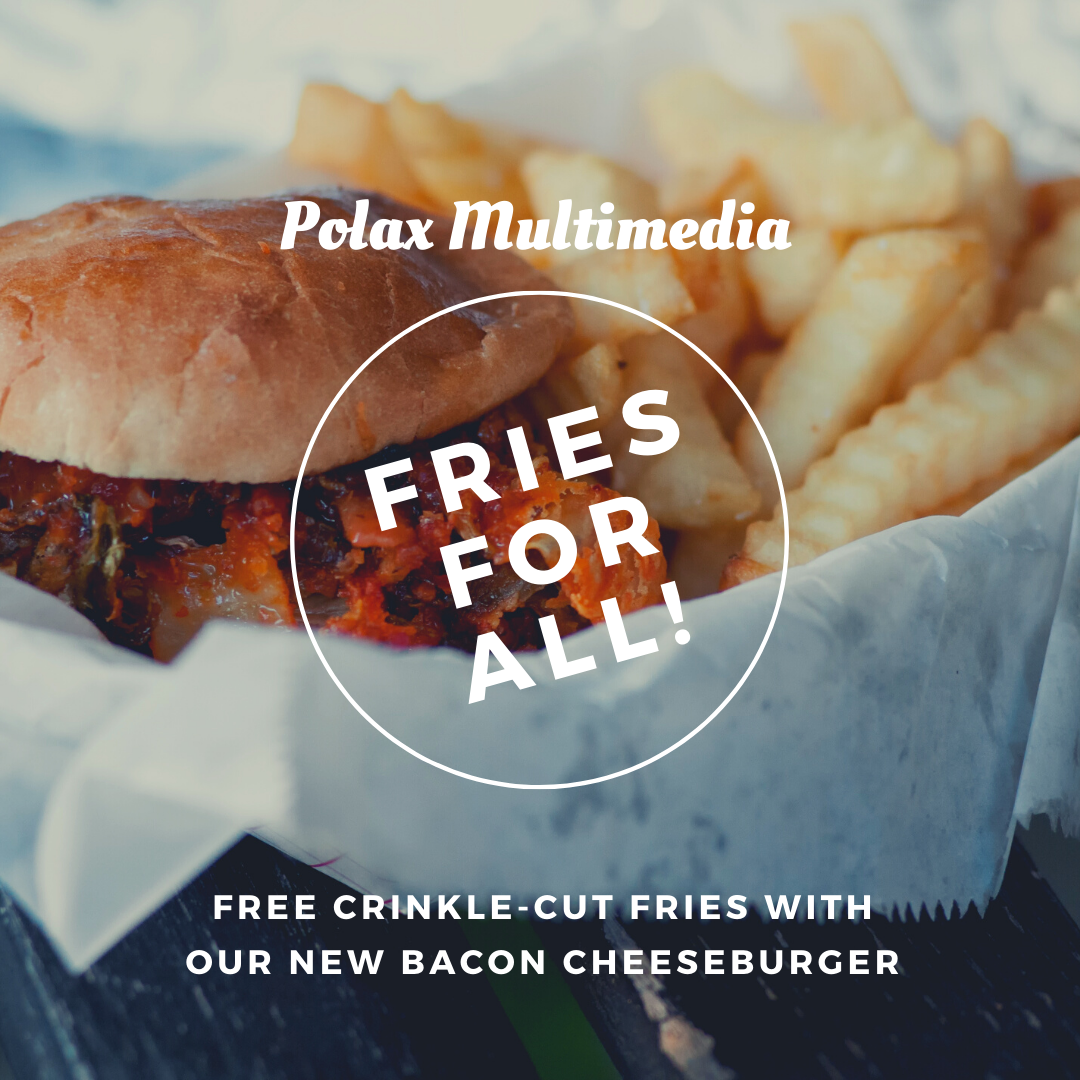 Polax Multimedia
FRIES
FOR
ALL!
FREE CRINKLE-CUT FRIES WITH
OUR NEW BACON CHEESEBURGER